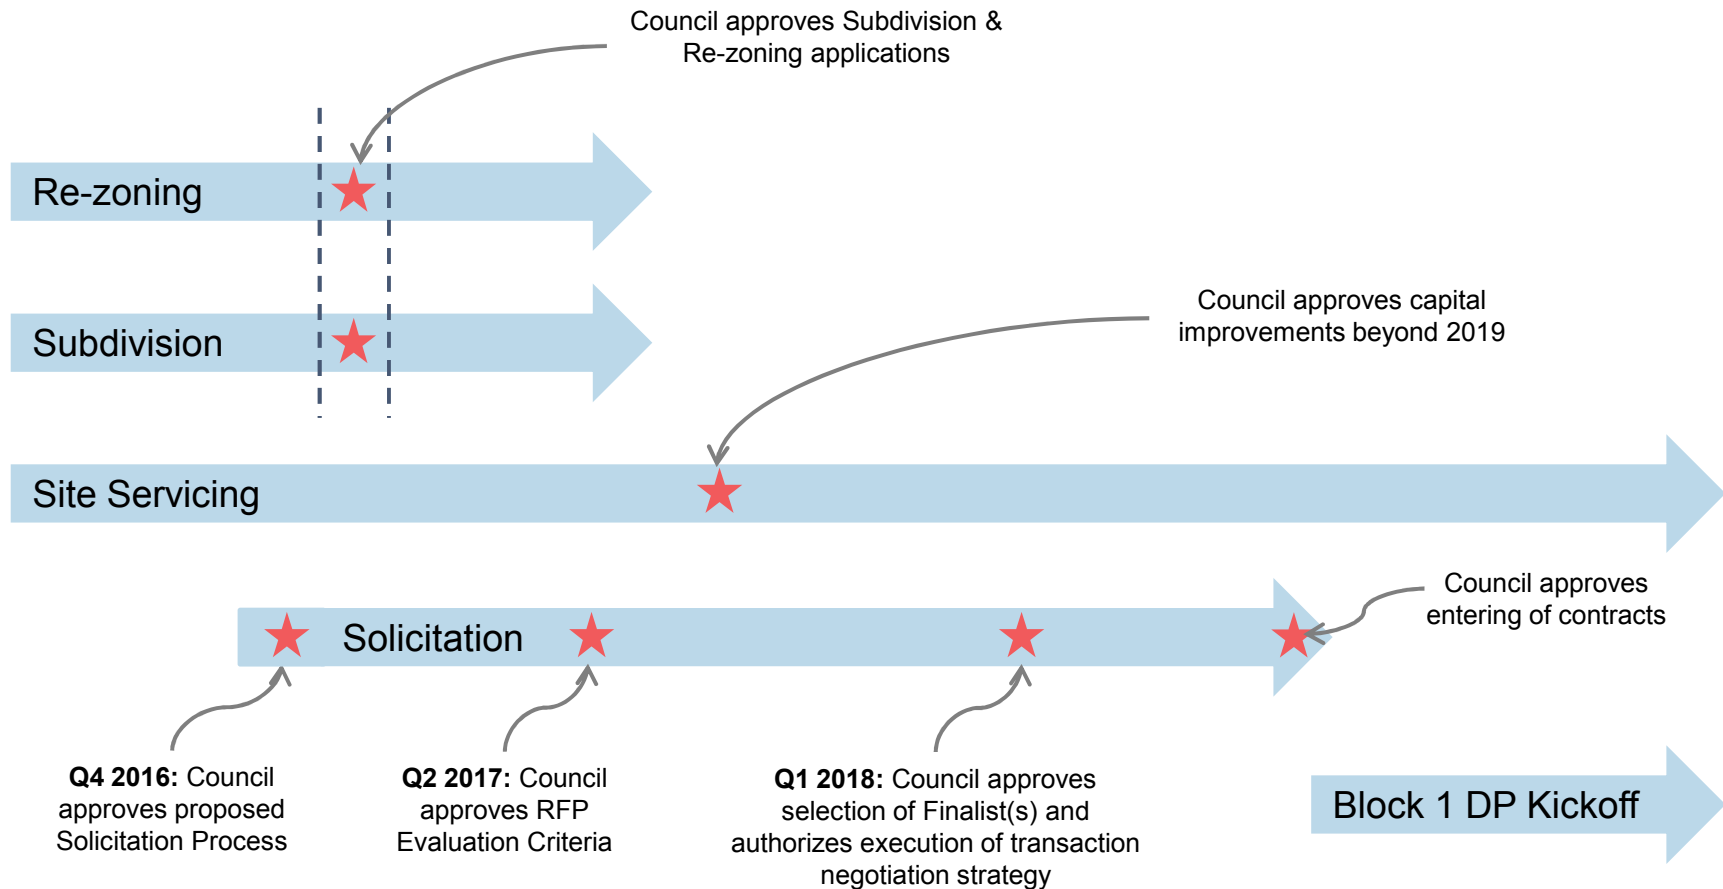 Council approves Subdivision &
Re-zoning applications
Re-zoning
Subdivision
Council approves capital
improvements beyond 2019
Site Servicing
Council approves
entering of contracts
Solicitation
Q4 2016: Council
approves proposed
Solicitation Process
Q2 2017: Council
approves RFP
Evaluation Criteria
Q1 2018: Council approves
selection of Finalist(s) and
authorizes execution of transaction
negotiation strategy
Block 1 DP Kickoff